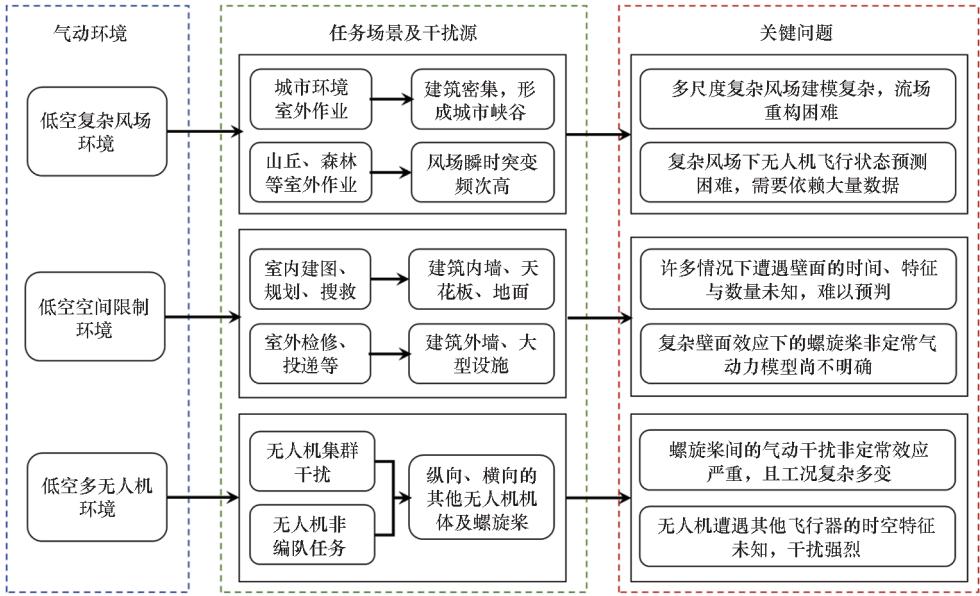 气动环境
任务场景及干扰源
关键问题
低空复杂风场
环境
城市环境
室外作业
建筑密集，形
成城市峡谷
山丘、森林
等室外作业
风场瞬时突变
频次高
多尺度复杂风场建模复杂，流场
重构困难
复杂风场下无人机飞行状态预测
困难，需要依赖大量数据
低空空间限制
环境
室内建图、
规划、搜救
建筑内墙、天
花板、地面
室外检修、
投递等
建筑外墙、大
型设施
许多情况下遭遇壁面的时间、特征
与数量未知，难以预判
复杂壁面效应下的螺旋桨非定常气
动力模型尚不明确
低空多无人机
环境
无人机集群
干扰
无人机非
编队任务
纵向、横向的
其他无人机机
体及螺旋桨
螺旋桨间的气动干扰非定常效应
严重，且工况复杂多变
无人机遭遇其他飞行器的时空特征
未知，干扰强烈